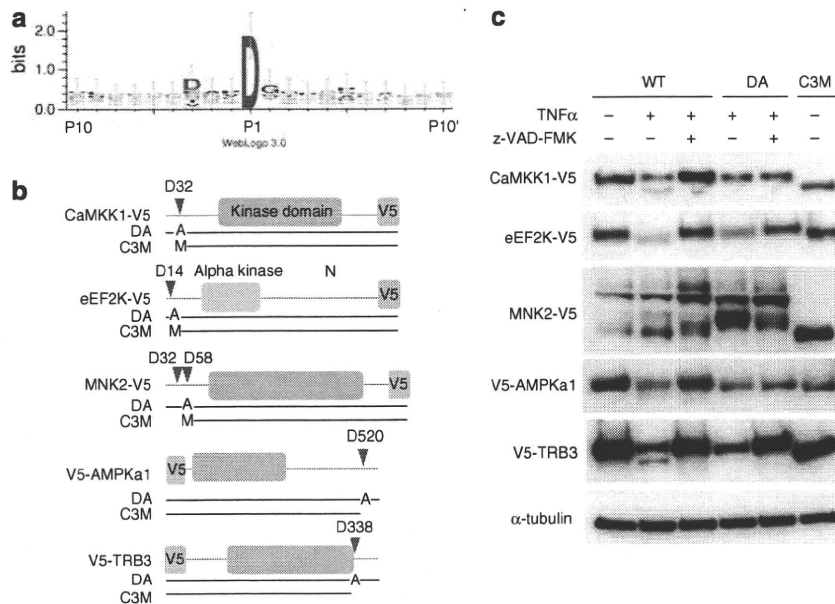 a
bits
2.0
1.0
0.0
D
D
G
P10
P1
P10'
WebLogo 3.0
b
D32
CaMKK1-V5
Kinase domain
V5
DA
A
C3M
M
D14
Alpha kinase
N
eEF2K-V5
V5
DA
A
C3M
M
D32 D58
MNK2-V5
V5
DA
A
C3M
M
D520
V5-AMPKa1
V5
DA
A
C3M
D338
V5-TRB3
V5
DA
A
C3M
c
WT DA C3M
TNFα – + + + + –
z-VAD-FMK – – + – + –
CaMKK1-V5
eEF2K-V5
MNK2-V5
V5-AMPKa1
V5-TRB3
α-tubulin